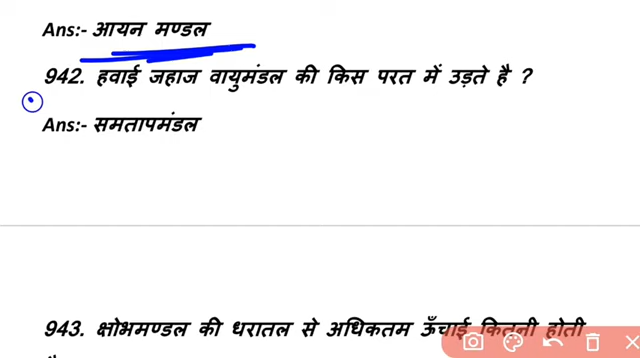 Ans:- आयन मण्डल
942. हवाई जहाज वायुमंडल की किस परत में उड़ते है ?
Ans:- समतापमंडल
943. क्षोभमण्डल की धरातल से अधिकतम ऊँचाई कितनी होती